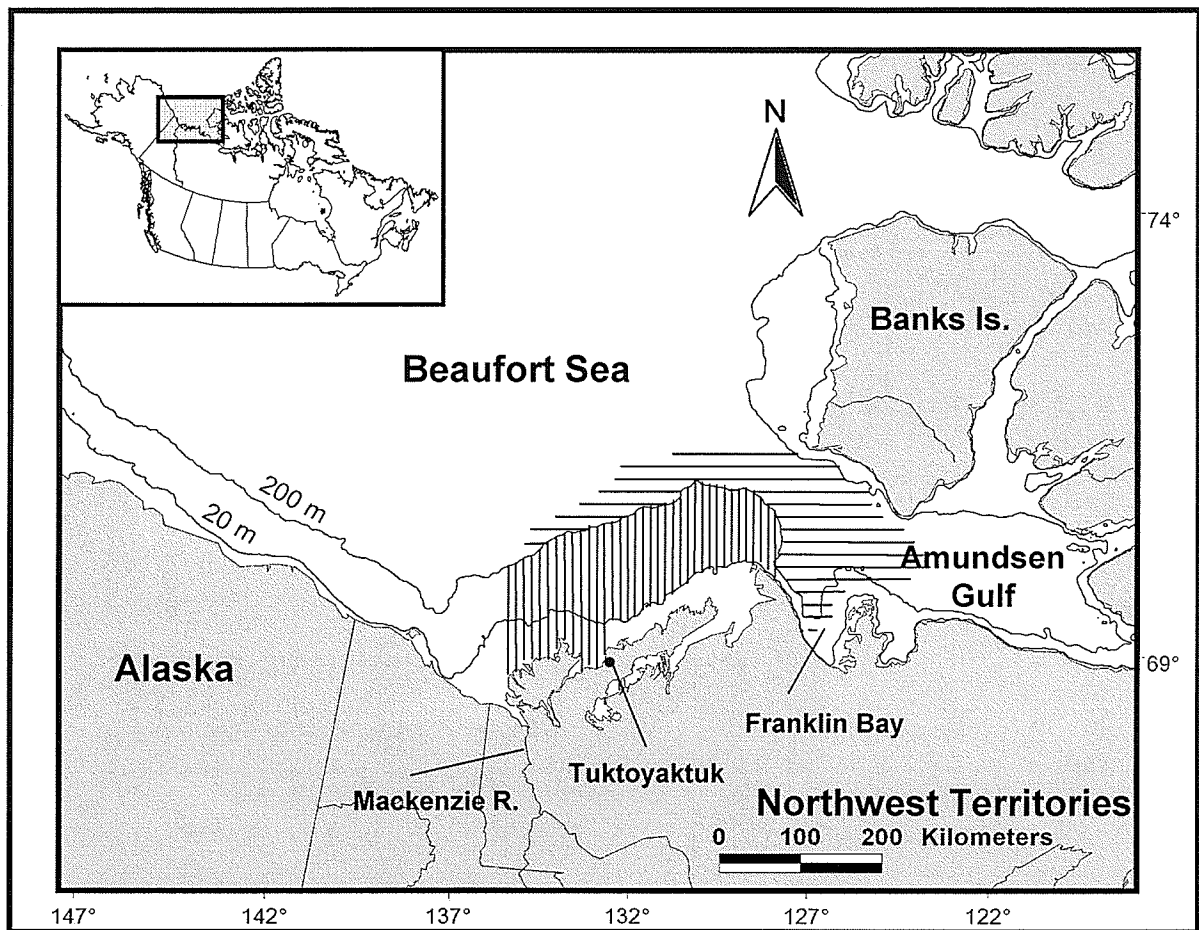 N
74°
Banks Is.
Beaufort Sea
200 m
20 m
Amundsen
Gulf
Alaska
69°
Franklin Bay
Tuktoyaktuk
Mackenzie R.
Northwest Territories
0 100 200 Kilometers
147° 142° 137° 132° 127° 122°